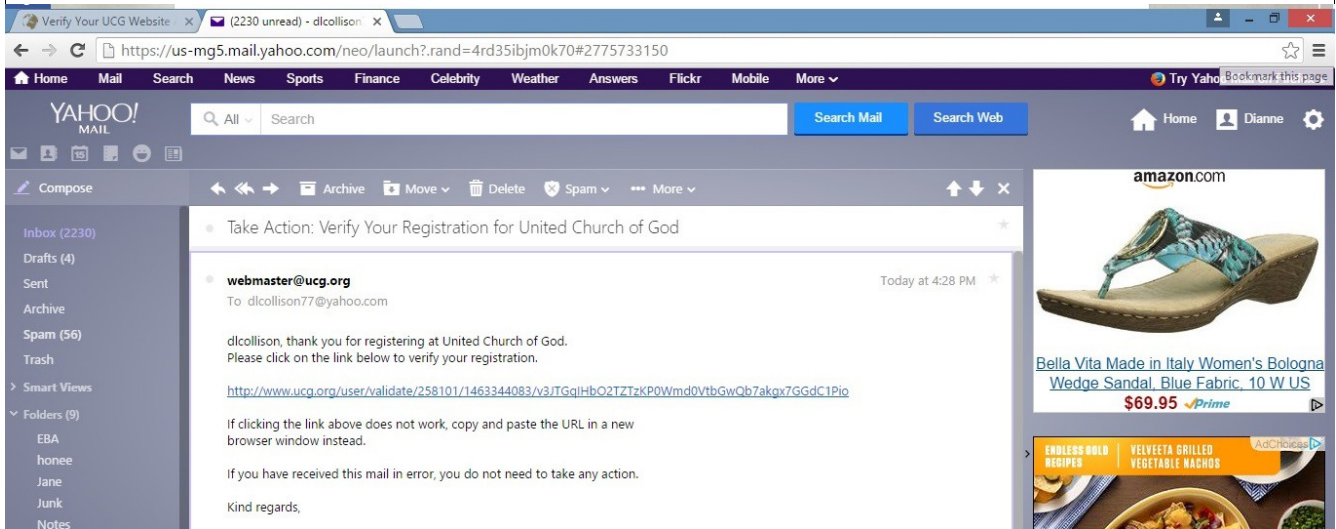 Verify Your UCG Website
(2230 unread) - dlcollison
https://us-mg5.mail.yahoo.com/neo/launch?.rand=4rd35ibjm0k70#2775733150
Home Mail Search News Sports Finance Celebrity Weather Answers Flickr Mobile More
Try Yaho
Bookmark this page
YAHOO!
MAIL
All Search
Search Mail
Search Web
Home
Dianne
15
Compose
Archive Move Delete Spam More
Inbox (2230)
Drafts (4)
Sent
Archive
Spam (56)
Trash
Smart Views
Folders (9)
EBA
honee
Jane
Junk
Notes
Take Action: Verify Your Registration for United Church of God
webmaster@ucg.org
Today at 4:28 PM
To dlcollison77@yahoo.com
dlcollison, thank you for registering at United Church of God.
Please click on the link below to verify your registration.
http://www.ucg.org/user/validate/258101/1463344083/v3JTGqIHbO2TZTzKP0Wmd0VtbGwQb7akgx7GGdC1Pio
If clicking the link above does not work, copy and paste the URL in a new
browser window instead.
If you have received this mail in error, you do not need to take any action.
Kind regards,
amazon.com
Bella Vita Made in Italy Women's Bologna
Wedge Sandal, Blue Fabric, 10 W US
$69.95 Prime
AdChoices
ENDLESS GOLD
RECIPES
VELVEETA GRILLED
VEGETABLE NACHOS